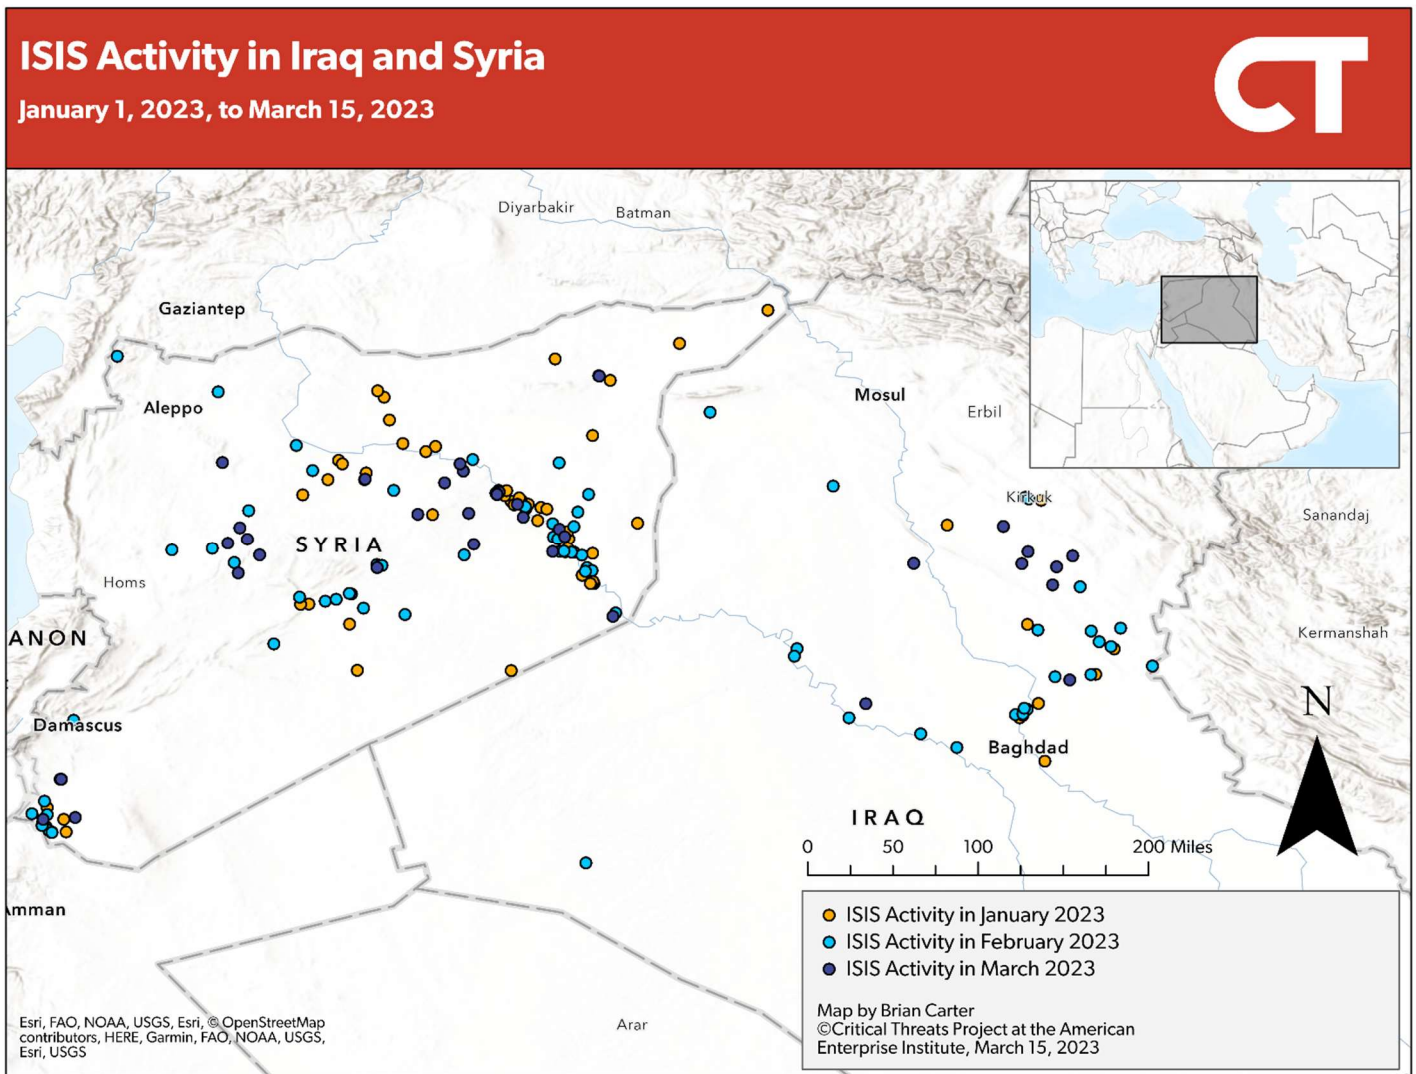 ISIS Activity in Iraq and Syria
January 1, 2023, to March 15, 2023
CT
Diyarbakir
Batman
Gaziantep
Aleppo
Mosul
Erbil
Kirkuk
Sanandaj
SYRIA
Homs
ANON
Kermanshah
Damascus
N
Baghdad
IRAQ
0 50 100 200 Miles
Amman
ISIS Activity in January 2023
ISIS Activity in February 2023
ISIS Activity in March 2023
Map by Brian Carter
©Critical Threats Project at the American
Enterprise Institute, March 15, 2023
Arar
Esri, FAO, NOAA, USGS, Esri, © OpenStreetMap
contributors, HERE, Garmin, FAO, NOAA, USGS,
Esri, USGS